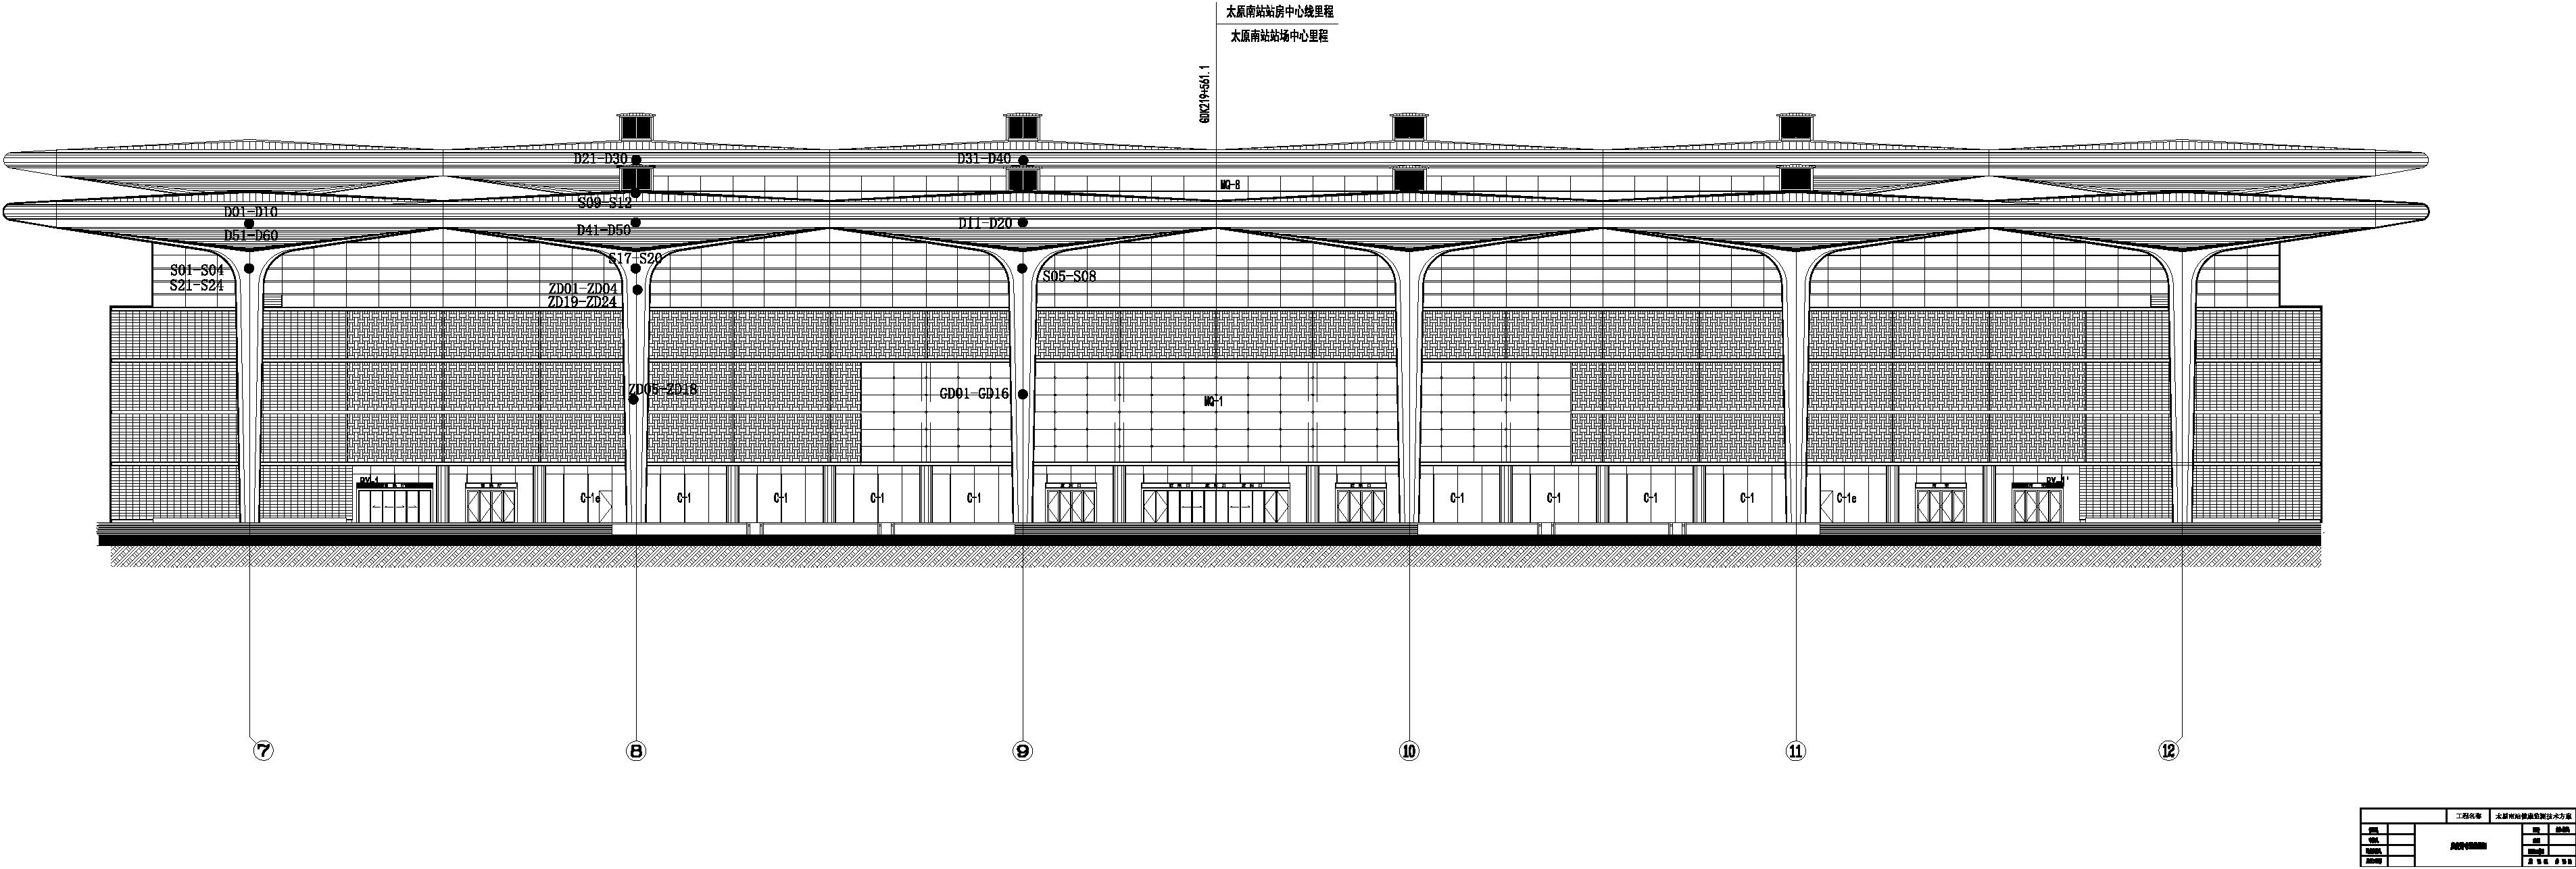 太原南站站房中心线里程
太原南站站场中心里程
GDK219+561.1
D21-D30
D31-D40
MQ-8
S09-S12
D01-D10
D51-D60
D41-D50
D11-D20
S01-S04
S21-S24
S17-S20
S05-S08
ZD01-ZD04
ZD19-ZD24
ZD05-ZD18
GD01-GD16
MQ-1
C-1e
C-1
C-1
C-1
C-1
C-1
C-1
C-1
C-1
C-1e
7
8
9
10
11
12
工程名称
太原南站健康监测技术方案